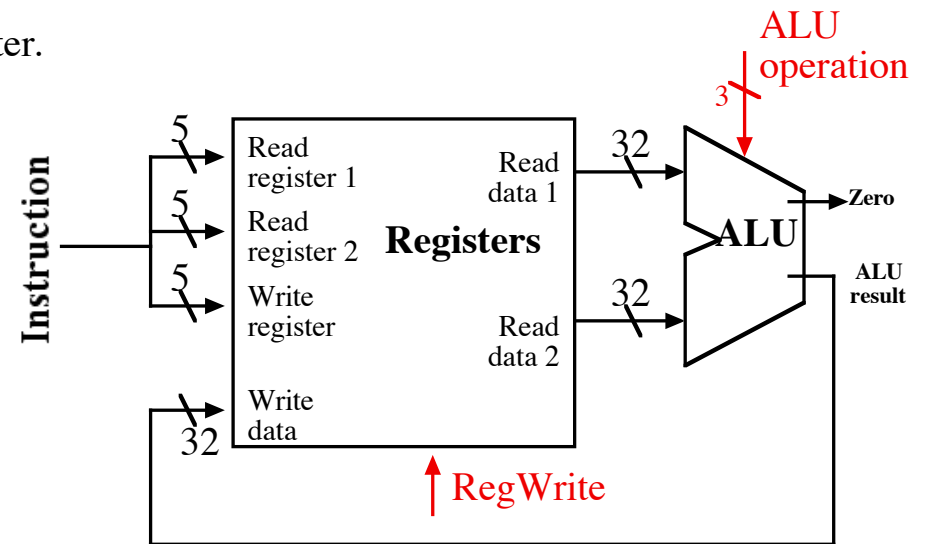 ter.
ALU
operation
3
Instruction
5
Read
register 1
5
Read
register 2
5
Write
register
Write
data
32
Registers
Read
data 1
Read
data 2
32
32
ALU
Zero
ALU
result
RegWrite